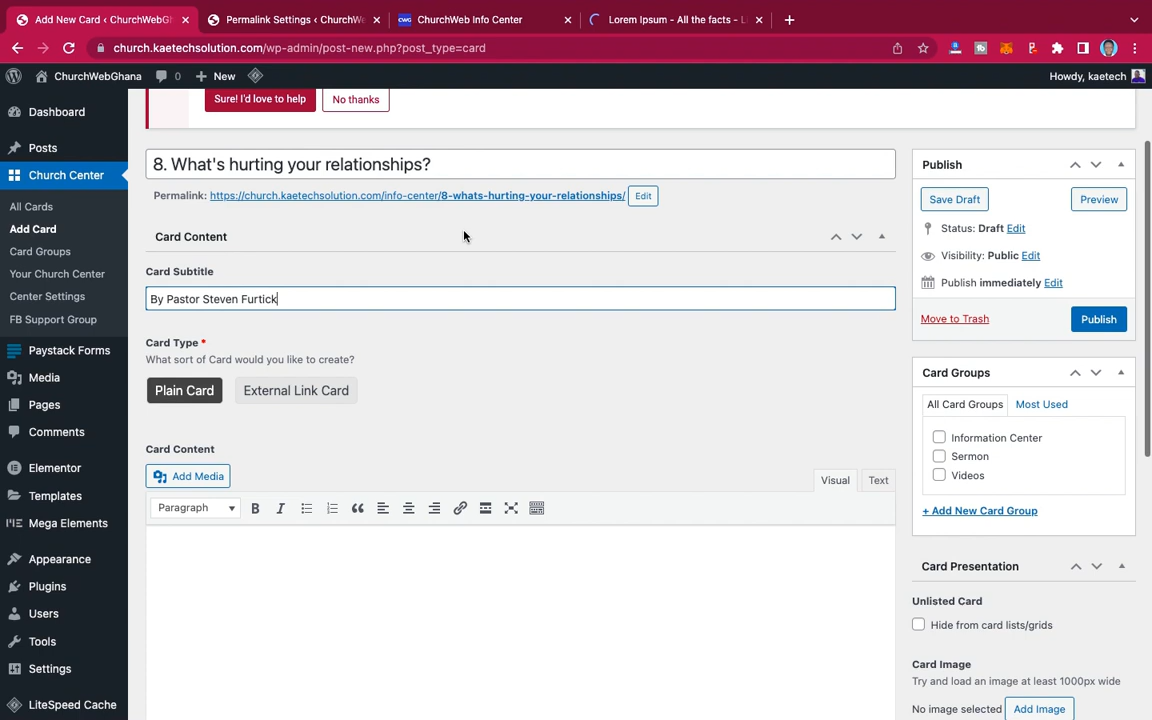 Add New Card ‹ ChurchWebGh
Permalink Settings ‹ ChurchWe
CWG
ChurchWeb Info Center
Lorem Ipsum - All the facts - L
church.kaetechsolution.com/wp-admin/post-new.php?post_type=card
ChurchWebGhana
0
New
Howdy, kaetech
Dashboard
Posts
Church Center
All Cards
Add Card
Card Groups
Your Church Center
Center Settings
FB Support Group
Paystack Forms
Media
Pages
Comments
Elementor
Templates
Mega Elements
Appearance
Plugins
Users
Tools
Settings
LiteSpeed Cache
Sure! I'd love to help
No thanks
8. What's hurting your relationships?
Permalink: https://church.kaetechsolution.com/info-center/8-whats-hurting-your-relationships/ Edit
Card Content
Card Subtitle
By Pastor Steven Furtick
Card Type *
What sort of Card would you like to create?
Plain Card
External Link Card
Card Content
Add Media
Visual
Text
Paragraph
B I
Publish
Save Draft
Preview
Status: Draft Edit
Visibility: Public Edit
Publish immediately Edit
Move to Trash
Publish
Card Groups
All Card Groups
Most Used
Information Center
Sermon
Videos
+ Add New Card Group
Card Presentation
Unlisted Card
Hide from card lists/grids
Card Image
Try and load an image at least 1000px wide
No image selected Add Image